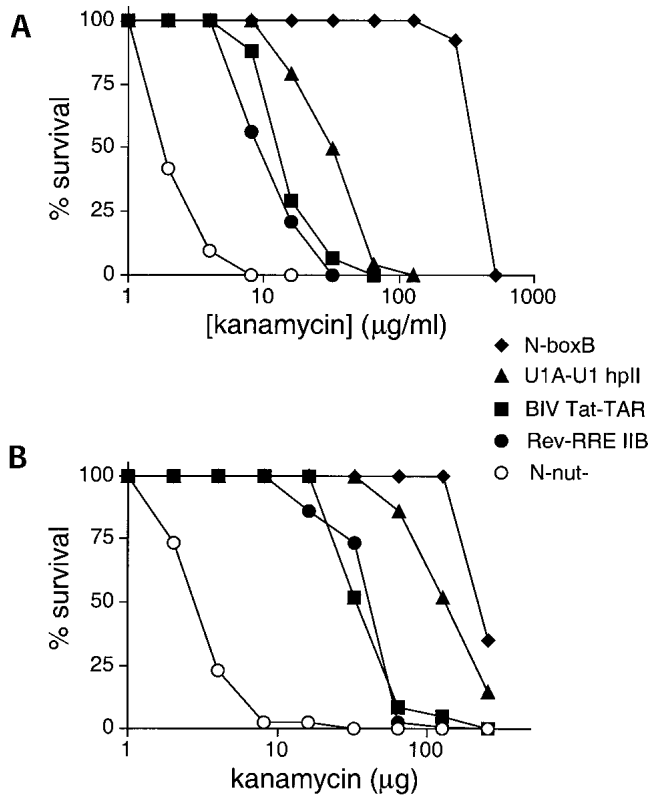 A
% survival
100
75
50
25
0
1
10
100
1000
[kanamycin] (μg/ml)
N-boxB
U1A-U1 hpII
BIV Tat-TAR
Rev-RRE IIB
N-nut-
B
% survival
100
75
50
25
0
1
10
100
kanamycin (μg)